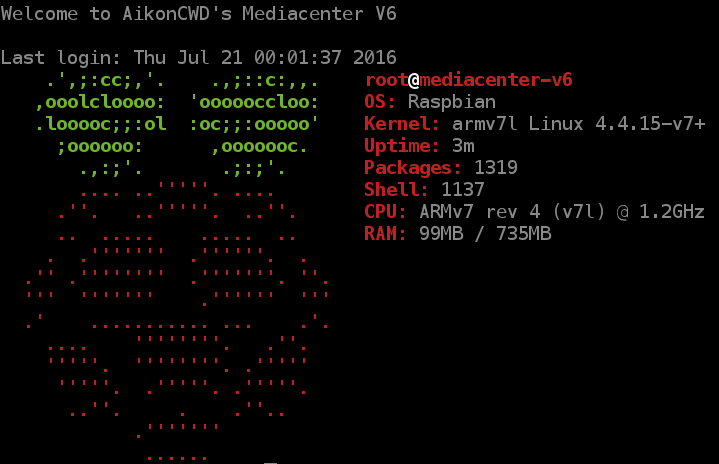 Welcome to AikonCWD's Mediacenter V6
Last login: Thu Jul 21 00:01:37 2016
root@mediacenter-v6
OS: Raspbian
Kernel: armv7l Linux 4.4.15-v7+
Uptime: 3m
Packages: 1319
Shell: 1137
CPU: ARMv7 rev 4 (v7l) @ 1.2GHz
RAM: 99MB / 735MB